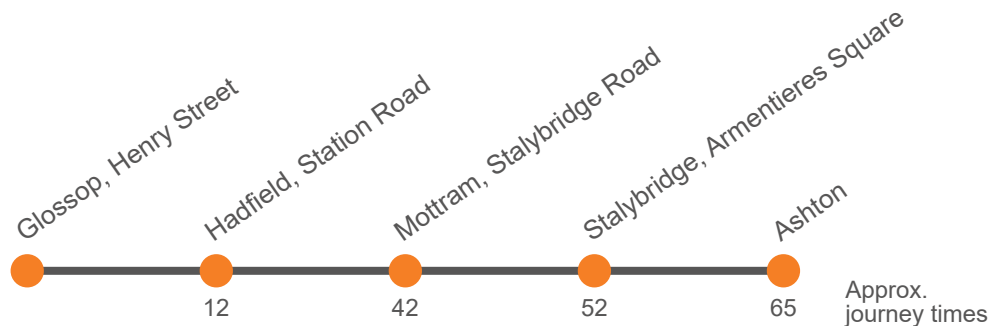 Glossop, Henry Street
Hadfield, Station Road
Mottram, Stalybridge Road
Stalybridge, Armentieres Square
Ashton
12
42
52
65
Approx.
journey times